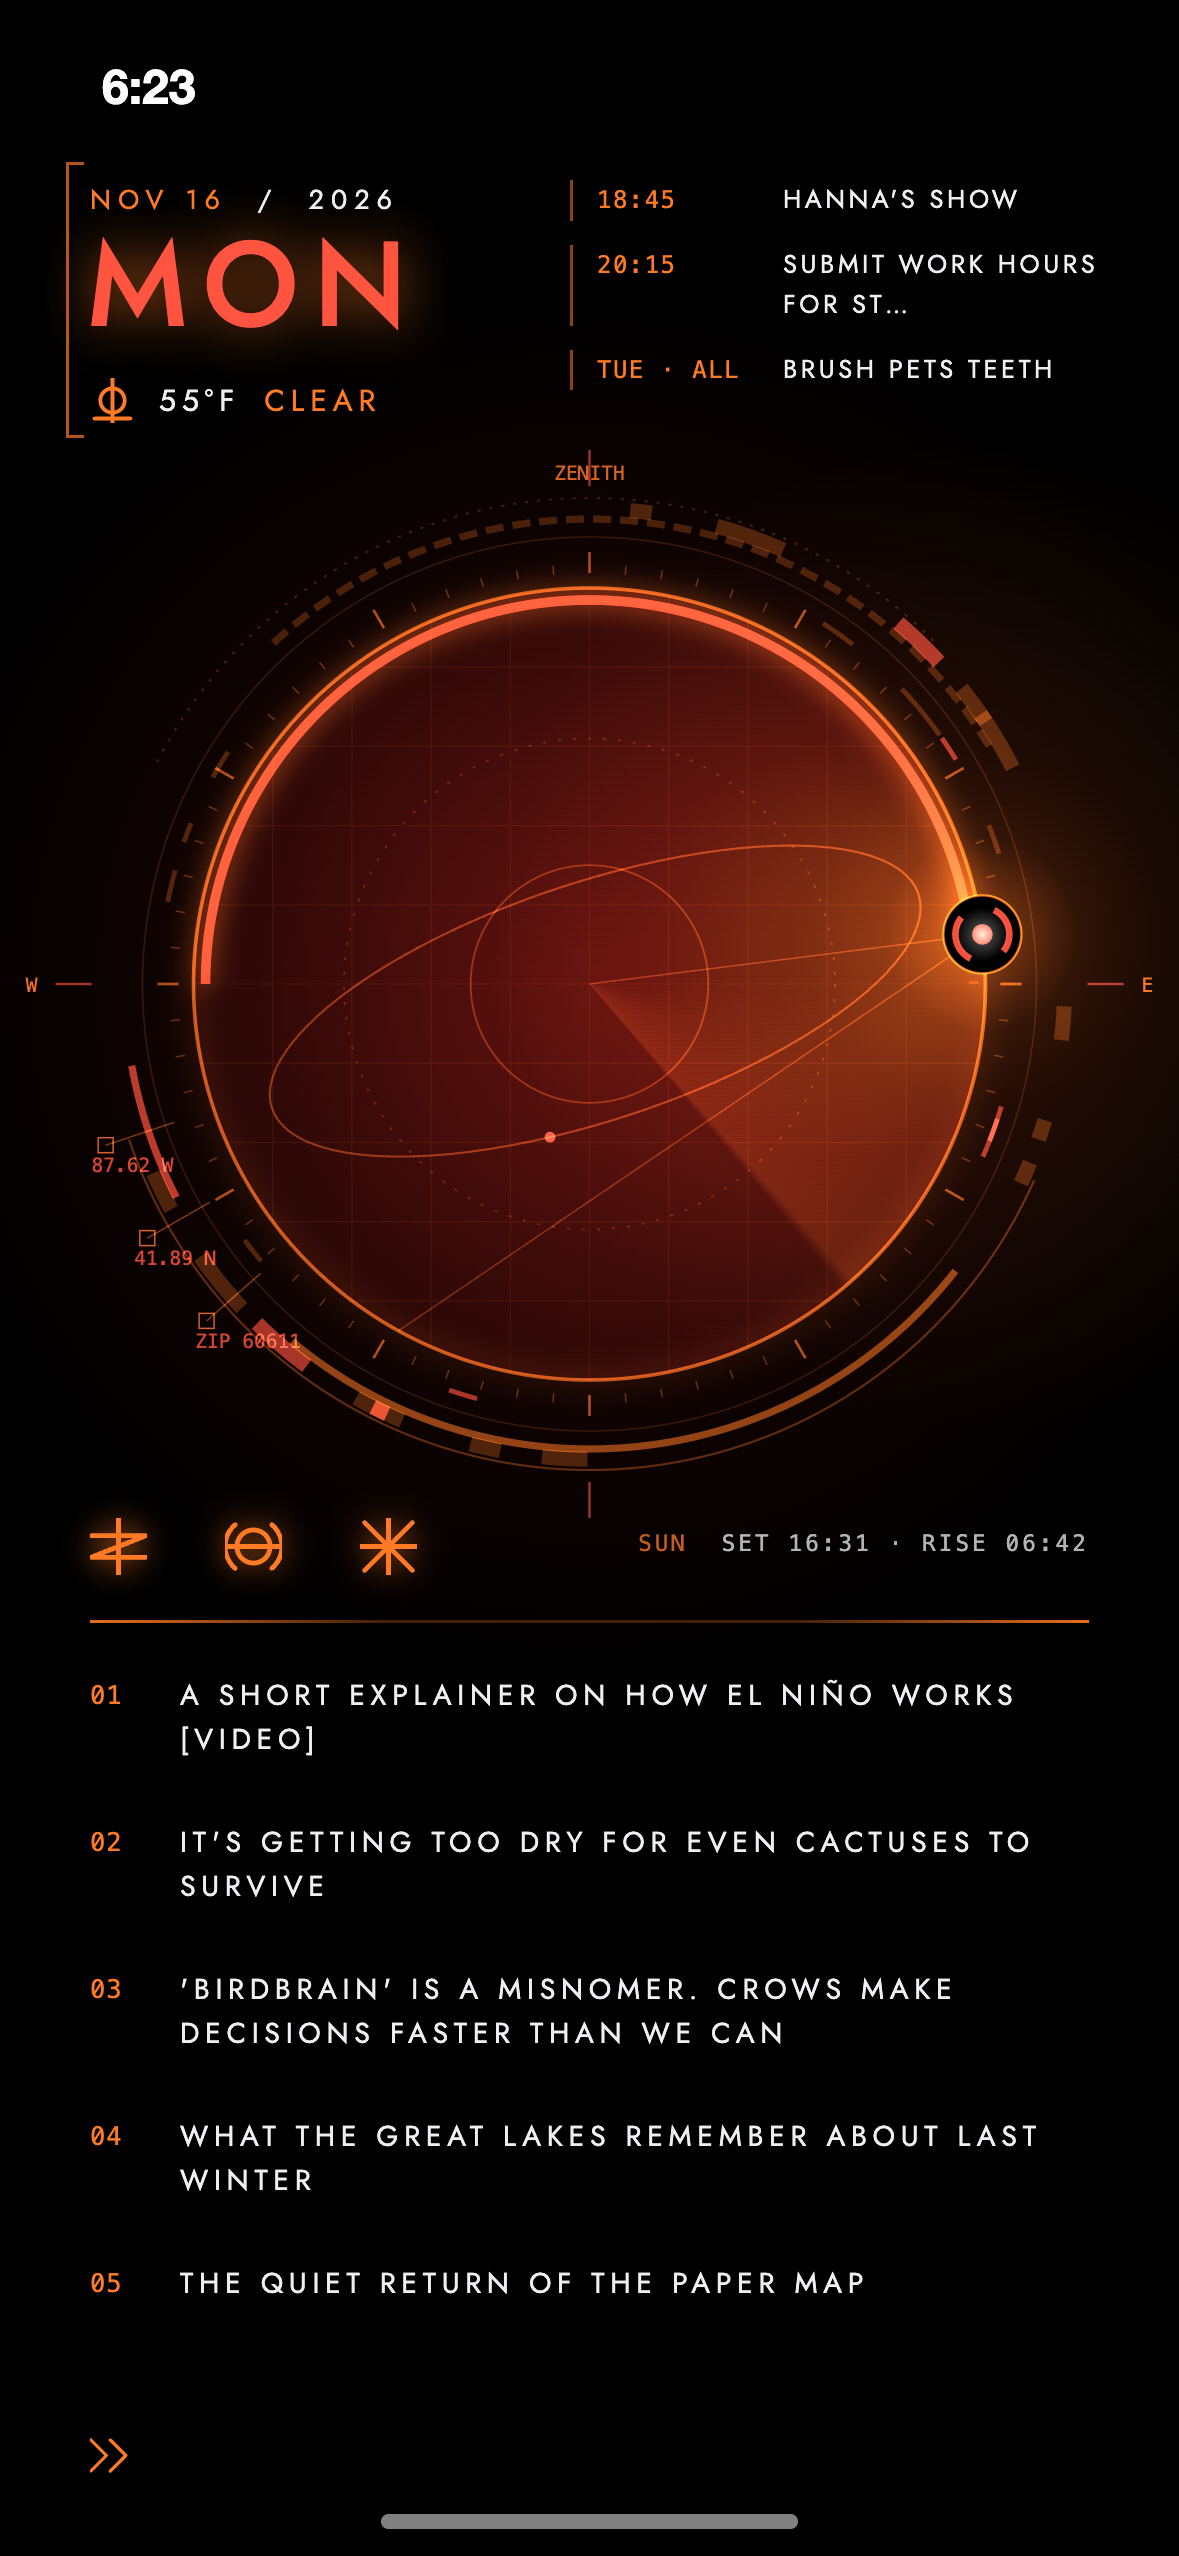 6:23
NOV 16 / 2026
MON
55°F CLEAR
18:45 HANNA'S SHOW
20:15 SUBMIT WORK HOURS
FOR ST...
TUE · ALL BRUSH PETS TEETH
ZENITH
W
E
87.62 W
41.89 N
ZIP 60611
SUN SET 16:31 · RISE 06:42
01 A SHORT EXPLAINER ON HOW EL NIÑO WORKS
[VIDEO]
02 IT'S GETTING TOO DRY FOR EVEN CACTUSES TO
SURVIVE
03 'BIRDBRAIN' IS A MISNOMER. CROWS MAKE
DECISIONS FASTER THAN WE CAN
04 WHAT THE GREAT LAKES REMEMBER ABOUT LAST
WINTER
05 THE QUIET RETURN OF THE PAPER MAP